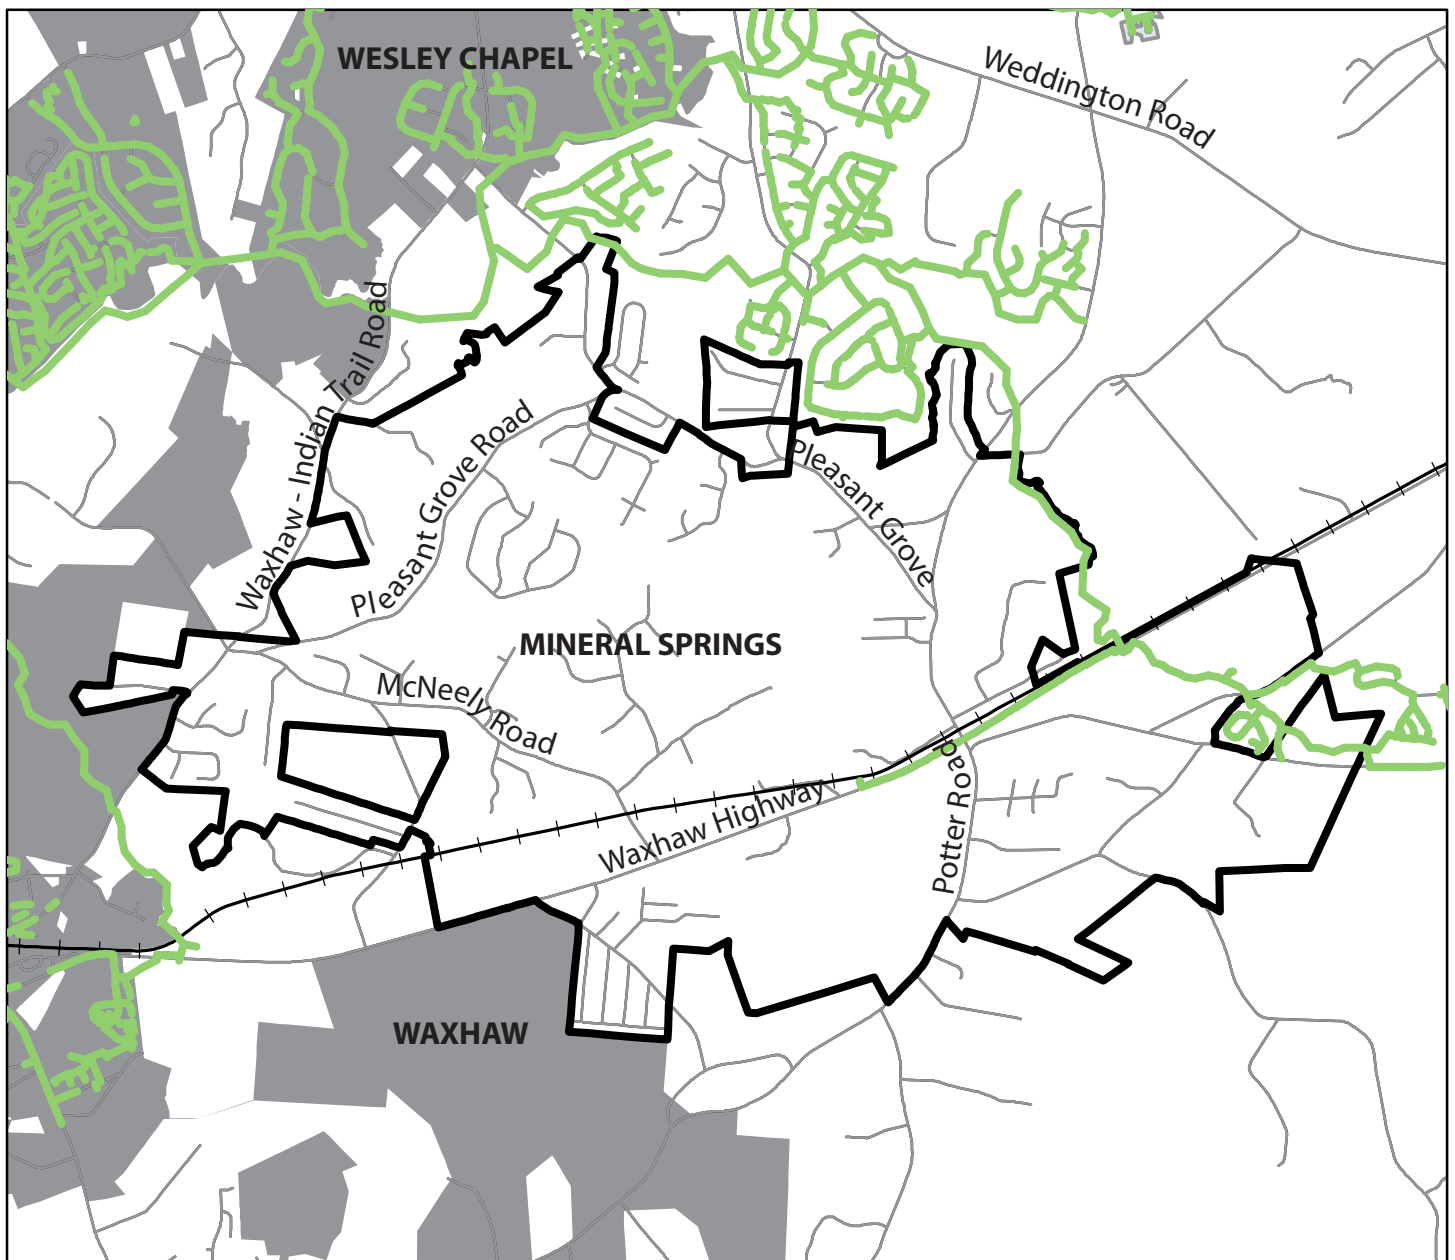 WESLEY CHAPEL
Weddington Road
Waxhaw - Indian Trail Road
Pleasant Grove Road
Pleasant Grove
MINERAL SPRINGS
McNeely Road
Waxhaw Highway
Potter Road
WAXHAW